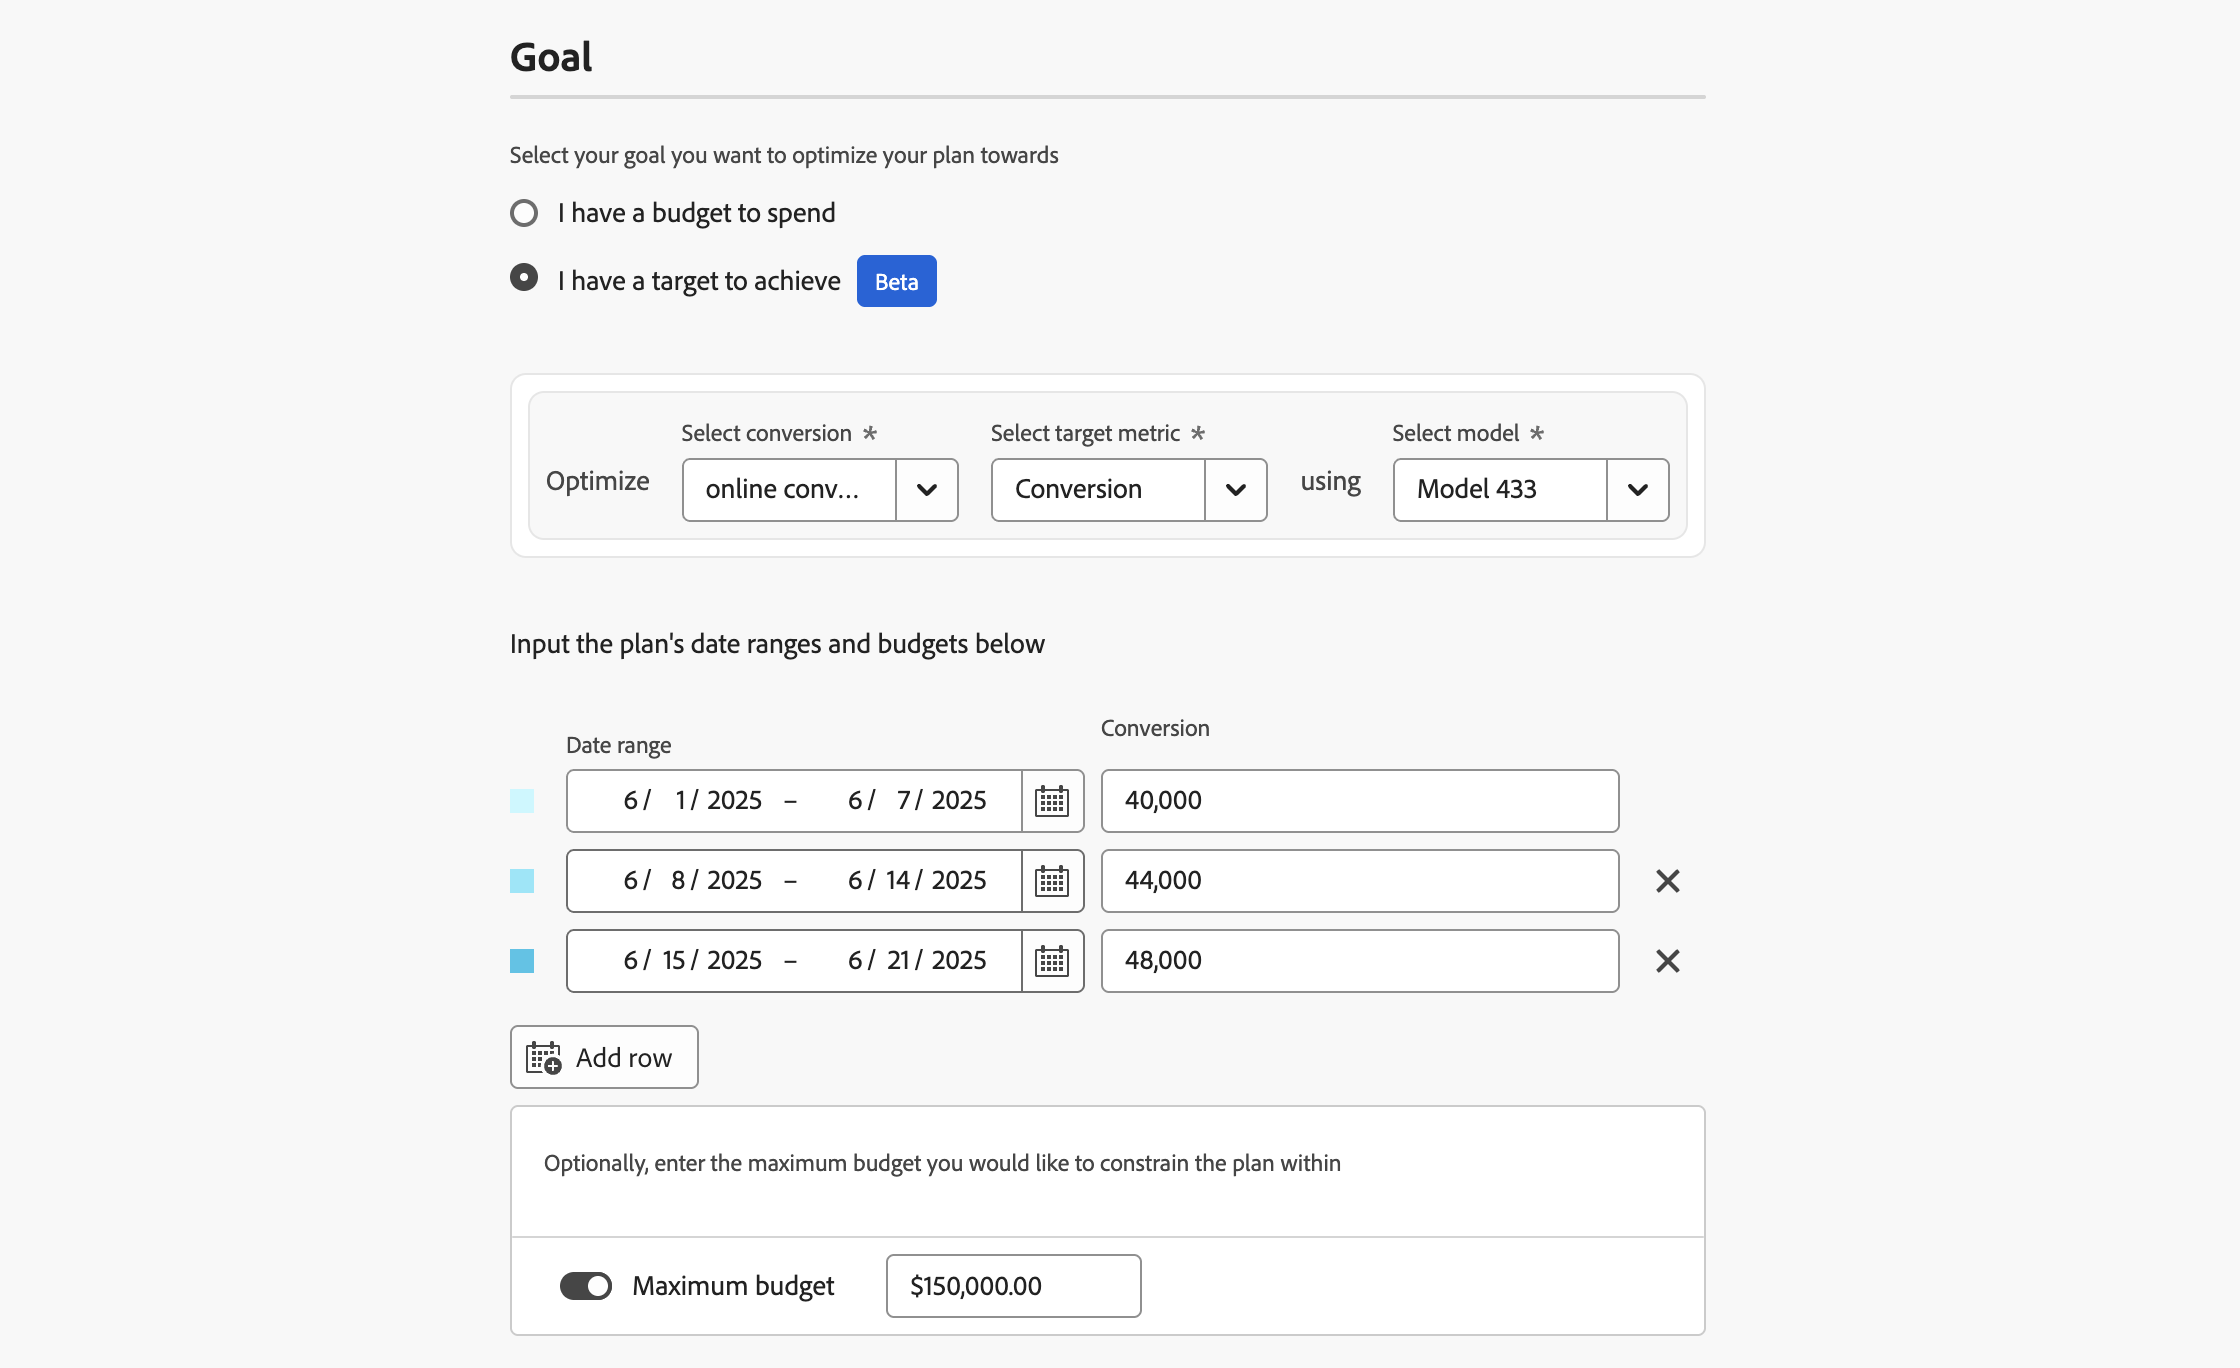 Goal
Select your goal you want to optimize your plan towards
I have a budget to spend
I have a target to achieve Beta
Select conversion * Select target metric * Select model *
Optimize online conv... Conversion using Model 433
Input the plan's date ranges and budgets below
Date range Conversion
6/ 1/ 2025 – 6/ 7/ 2025 40,000
6/ 8/ 2025 – 6/ 14/ 2025 44,000
6/ 15/ 2025 – 6/ 21/ 2025 48,000
Add row
Optionally, enter the maximum budget you would like to constrain the plan within
Maximum budget $150,000.00